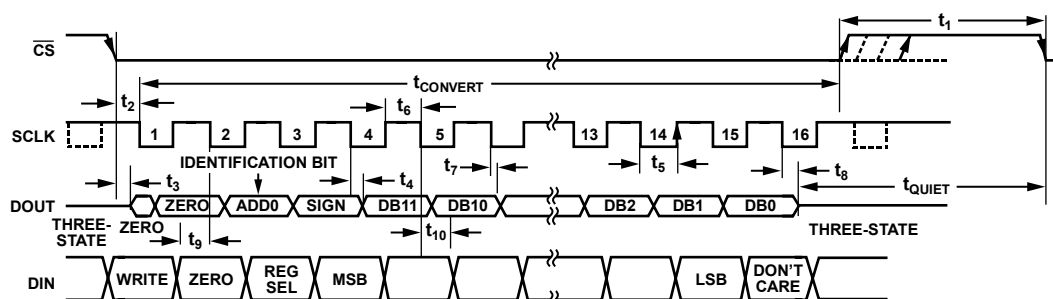 t1
CS
tCONVERT
t2
t6
SCLK
1 2 3 4 5 13 14 15 16
IDENTIFICATION BIT
t7
t5
t8
t3
t4
tQUIET
DOUT
ZERO ADD0 SIGN DB11 DB10 DB2 DB1 DB0
THREE-STATE
ZERO
THREE-STATE
t9
t10
DIN
WRITE ZERO REG SEL MSB LSB DON'T CARE